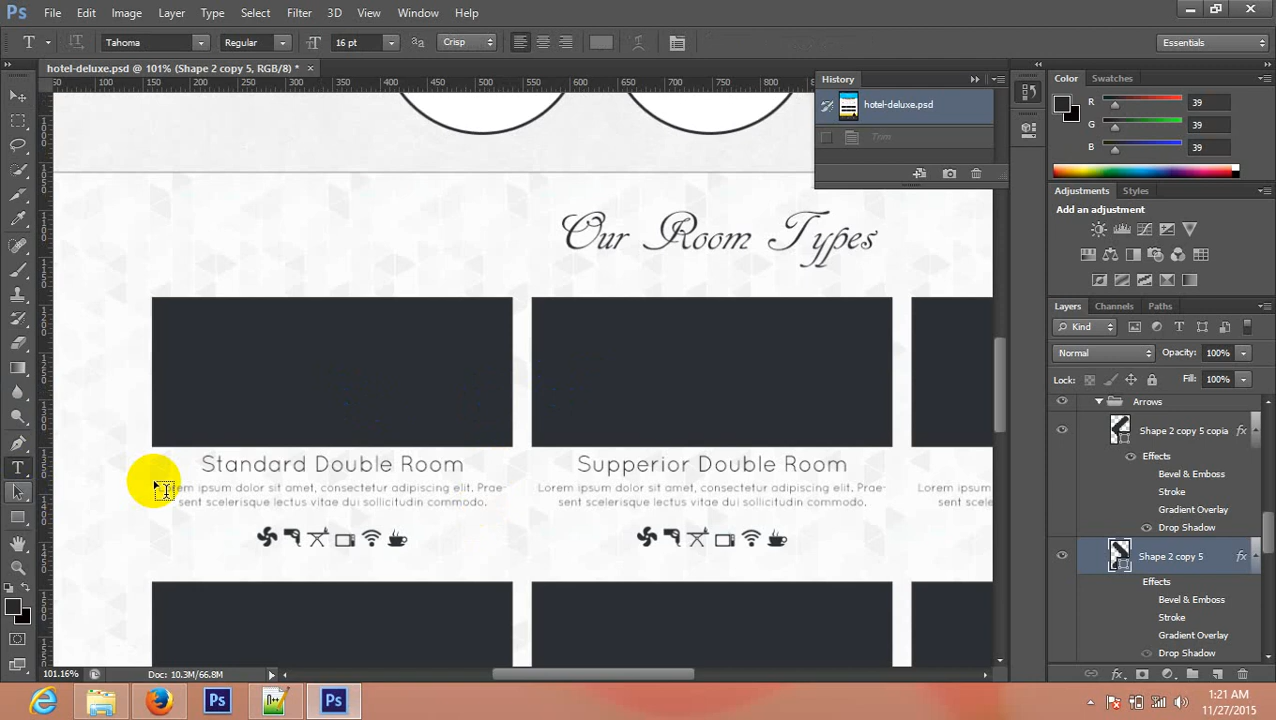 Ps File Edit Image Layer Type Select Filter 3D View Window Help
Tahoma Regular 16 pt Crisp Essentials
hotel-deluxe.psd @ 101% (Shape 2 copy 5, RGB/8) *
History
hotel-deluxe.psd
Color Swatches
R 39
G 39
B 39
Adjustments Styles
Add an adjustment
Our Room Types
Layers Channels Paths
Kind
Normal Opacity: 100%
Lock: Fill: 100%
Arrows
Shape 2 copy 5 copia fx
Effects
Bevel & Emboss
Stroke
Gradient Overlay
Drop Shadow
Shape 2 copy 5 fx
Effects
Bevel & Emboss
Stroke
Gradient Overlay
Drop Shadow
Standard Double Room
Lorem ipsum dolor sit amet, consectetur adipiscing elit. Prae-
sent scelerisque lectus vitae dui sollicitudin commodo.
Supperior Double Room
Lorem ipsum dolor sit amet, consectetur adipiscing elit. Prae-
sent scelerisque lectus vitae dui sollicitudin commodo.
Lorem ipsum
101.16% Doc: 10.3M/66.8M
1:21 AM
11/27/2015